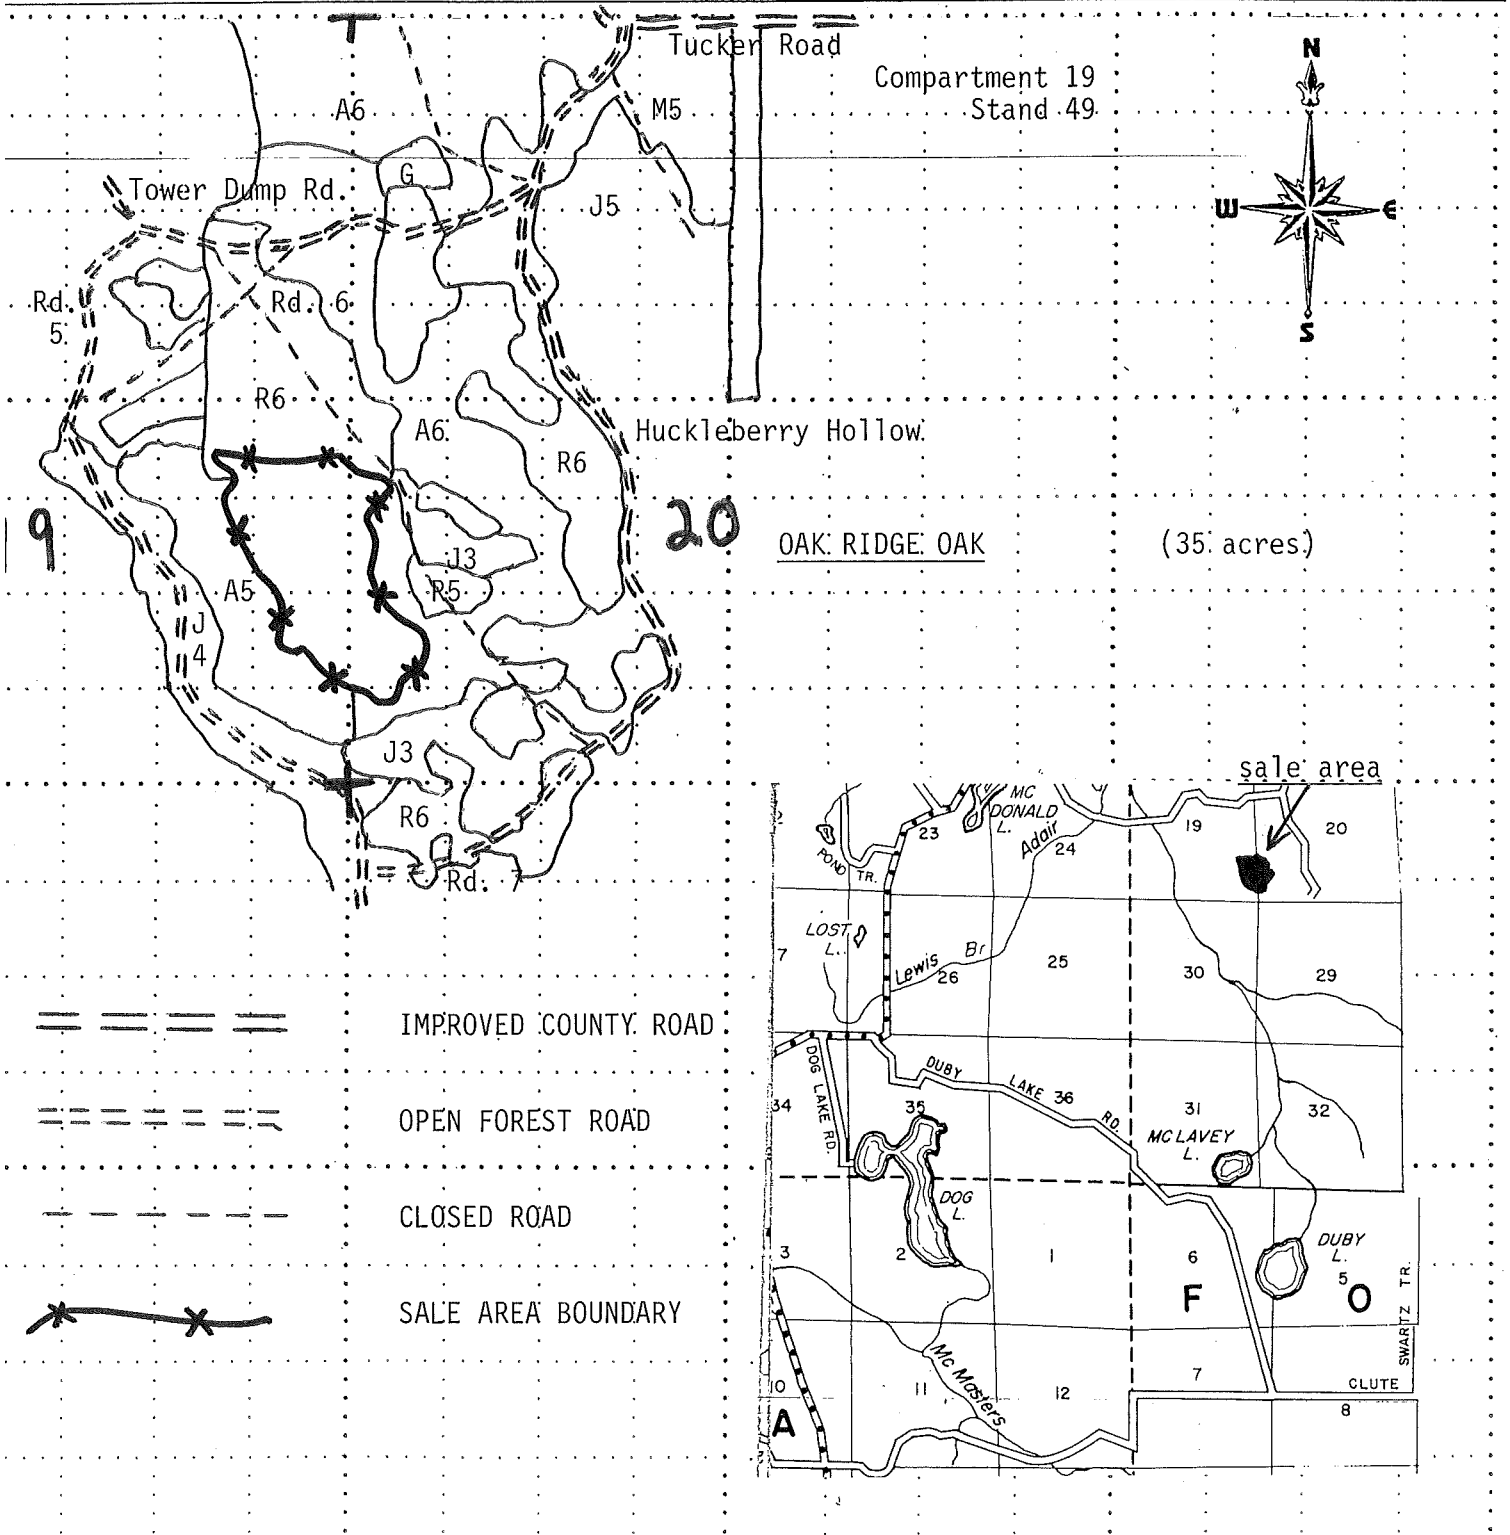 Tucker Road
Compartment 19
Stand 49
N
W
E
S
A6
M5
G
Tower Dump Rd.
J5
Rd.
5
Rd. 6
R6
A6
Huckleberry Hollow
R6
19
20
OAK RIDGE OAK
(35 acres)
J3
R5
A5
J
4
J3
R6
Rd. 7
IMPROVED COUNTY ROAD
OPEN FOREST ROAD
CLOSED ROAD
SALE AREA BOUNDARY
sale area
MC
DONALD
L.
23
Adair
24
19
20
POND TR.
LOST
L.
7
Lewis Br
26
25
30
29
DOG LAKE RD.
DUBY LAKE RD.
34
35
36
31
32
MCLAVEY
L.
DOG
L.
3
2
1
6
DUBY
L.
5
F
O
SWARTZ TR.
Mc Masters
10
11
12
7
CLUTE
8
A